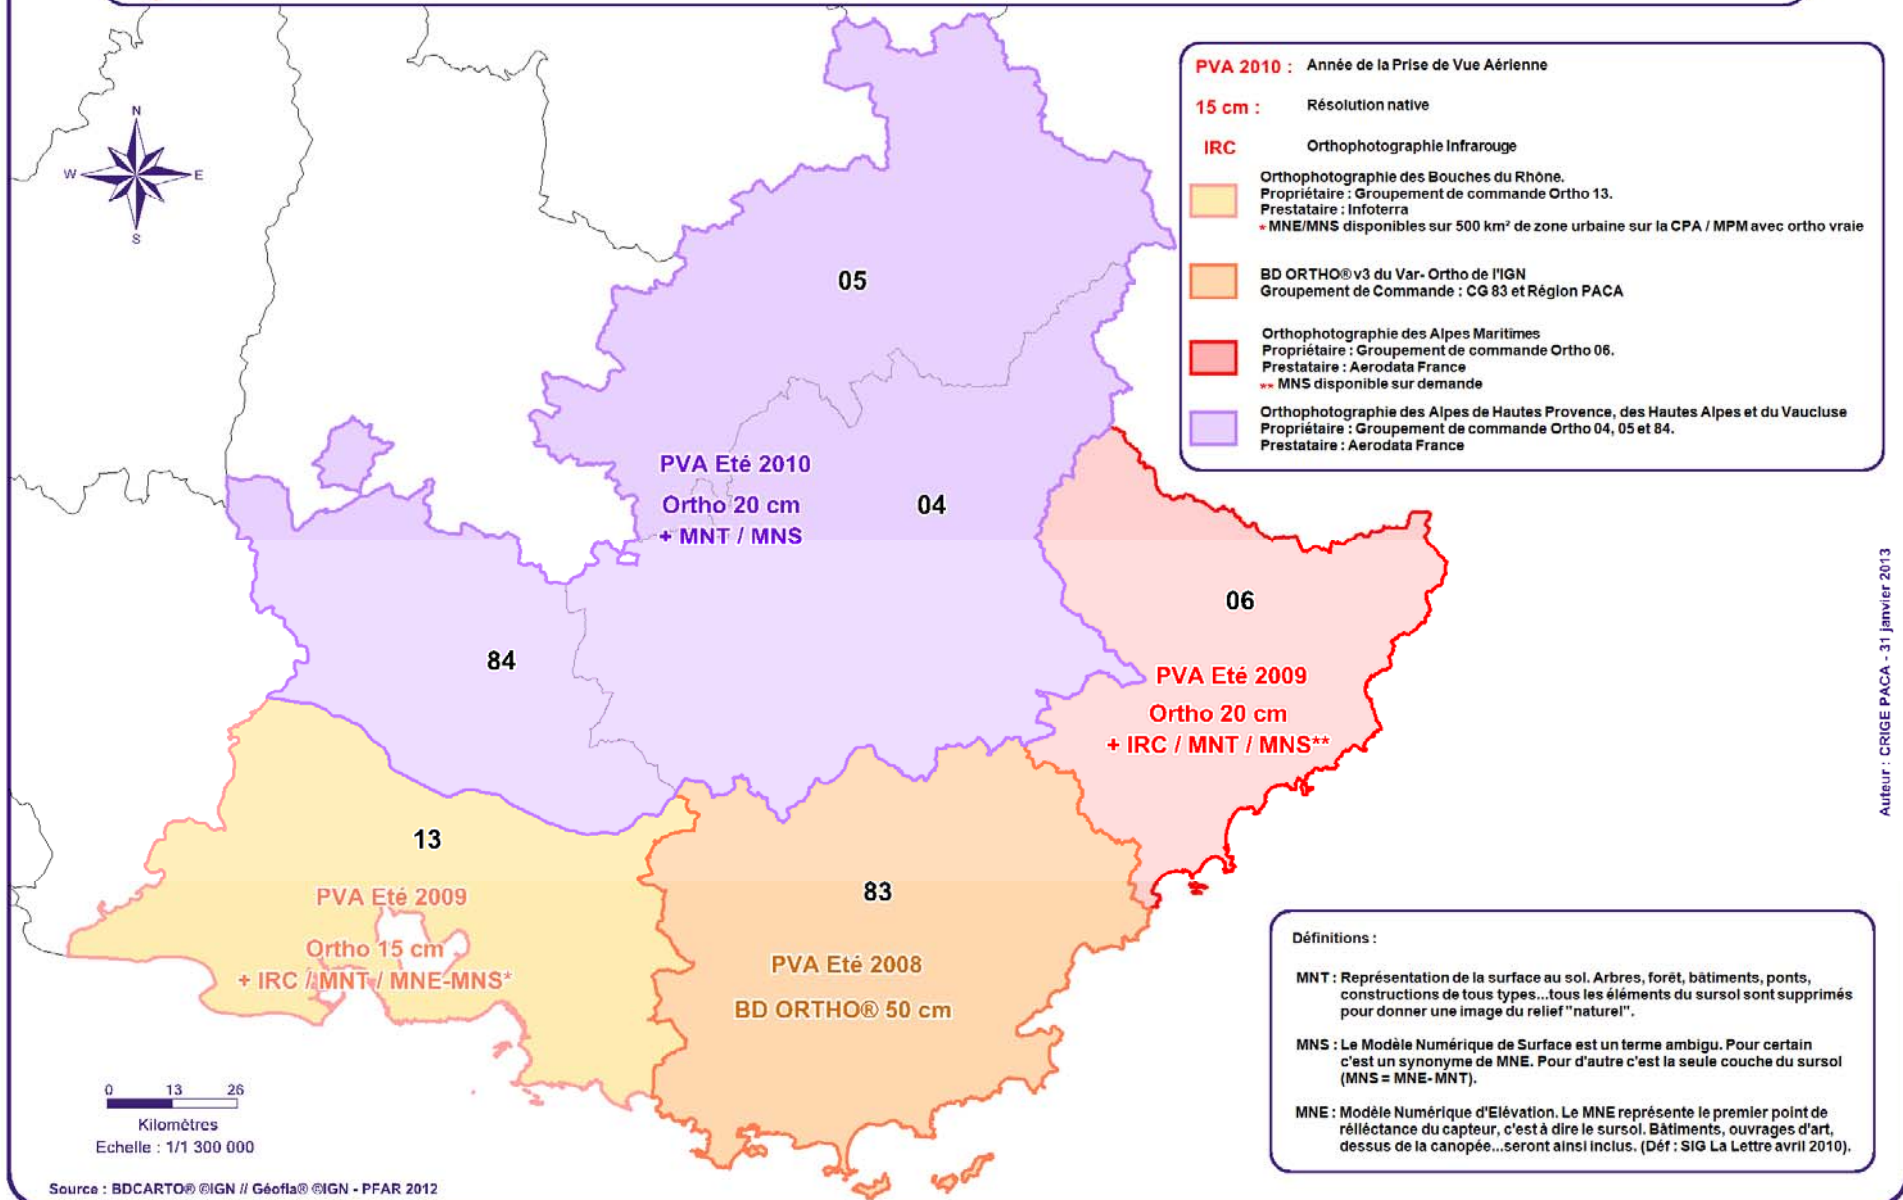 PVA 2010 : Année de la Prise de Vue Aérienne
15 cm : Résolution native
IRC Orthophotographie Infrarouge
Orthophotographie des Bouches du Rhône.
Propriétaire : Groupement de commande Ortho 13.
Prestataire : Infoterra
* MNE/MNS disponibles sur 500 km² de zone urbaine sur la CPA / MPM avec ortho vraie
BD ORTHO® v3 du Var- Ortho de l'IGN
Groupement de Commande : CG 83 et Région PACA
Orthophotographie des Alpes Maritimes
Propriétaire : Groupement de commande Ortho 06.
Prestataire : Aerodata France
** MNS disponible sur demande
Orthophotographie des Alpes de Hautes Provence, des Hautes Alpes et du Vaucluse
Propriétaire : Groupement de commande Ortho 04, 05 et 84.
Prestataire : Aerodata France
N
W E
S
05
PVA Eté 2010
Ortho 20 cm
+ MNT / MNS
04
06
PVA Eté 2009
Ortho 20 cm
+ IRC / MNT / MNS**
84
13
PVA Eté 2009
Ortho 15 cm
+ IRC / MNT / MNE-MNS*
83
PVA Eté 2008
BD ORTHO® 50 cm
Auteur : CRIGE PACA - 31 janvier 2013
Définitions :
MNT : Représentation de la surface au sol. Arbres, forêt, bâtiments, ponts,
constructions de tous types...tous les éléments du sursol sont supprimés
pour donner une image du relief "naturel".
MNS : Le Modèle Numérique de Surface est un terme ambigu. Pour certain
c'est un synonyme de MNE. Pour d'autre c'est la seule couche du sursol
(MNS = MNE- MNT).
MNE : Modèle Numérique d'Elévation. Le MNE représente le premier point de
rélléctance du capteur, c'est à dire le sursol. Bâtiments, ouvrages d'art,
dessus de la canopée...seront ainsi inclus. (Déf : SIG La Lettre avril 2010).
0 13 26
Kilomètres
Echelle : 1/1 300 000
Source : BDCARTO® ©IGN // Géofla® ©IGN - PFAR 2012